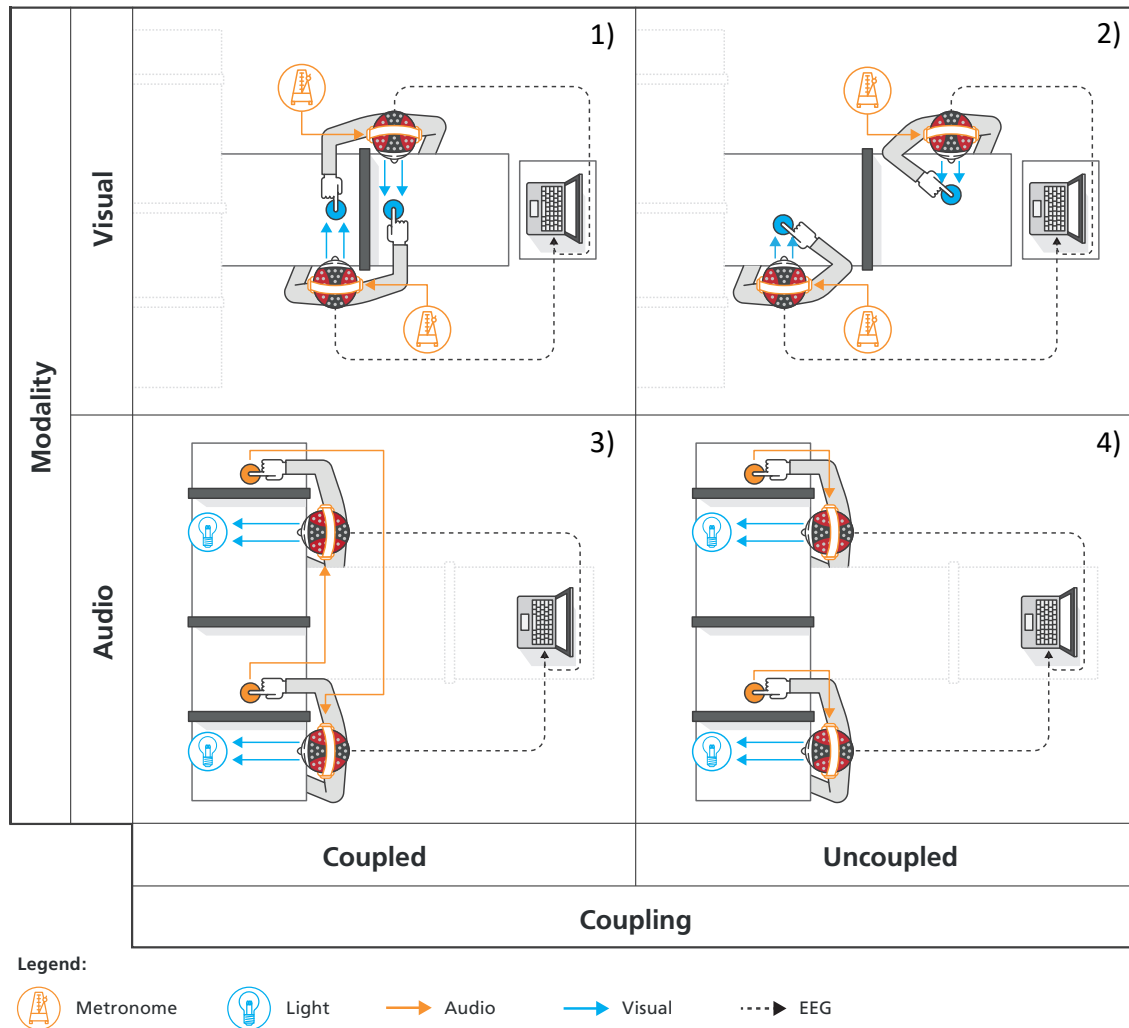 1)
2)
Visual
Modality
3)
4)
Audio
Coupled
Uncoupled
Coupling
Legend:
Metronome
Light
Audio
Visual
EEG